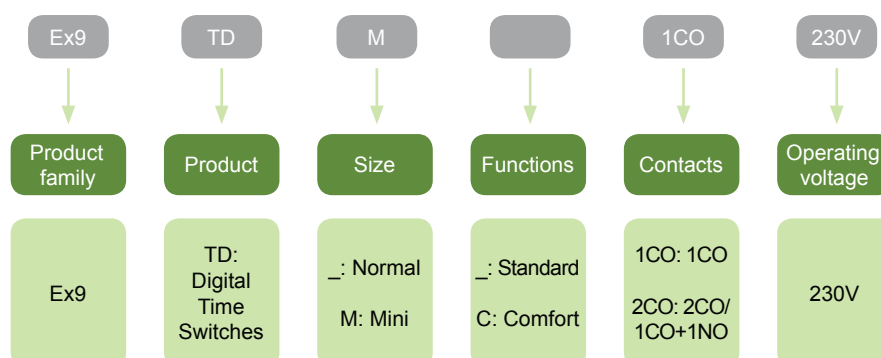 Ex9
TD
M
1CO
230V
Product
family
Product
Size
Functions
Contacts
Operating
voltage
Ex9
TD:
Digital
Time
Switches
_: Normal
M: Mini
_: Standard
C: Comfort
1CO: 1CO
2CO: 2CO/
1CO+1NO
230V